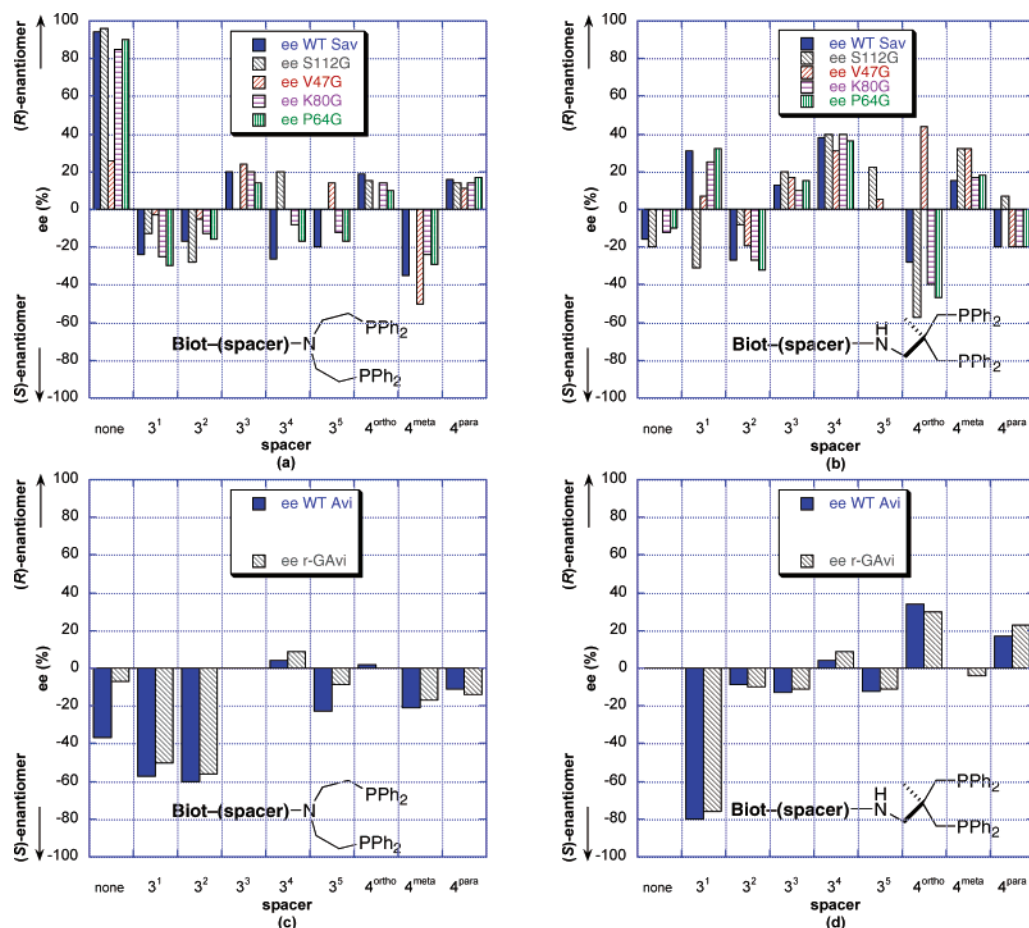 (R)-enantiomer
ee (%)
(S)-enantiomer
100
80
60
40
20
0
-20
-40
-60
-80
-100
ee WT Sav
ee S112G
ee V47G
ee K80G
ee P64G
Biot–(spacer)–N
PPh2
PPh2
none 3¹ 3² 3³ 3⁴ 3⁵ 4ortho 4meta 4para
spacer
(a)
(R)-enantiomer
ee (%)
(S)-enantiomer
100
80
60
40
20
0
-20
-40
-60
-80
-100
ee WT Sav
ee S112G
ee V47G
ee K80G
ee P64G
H
Biot–(spacer)–N
PPh2
PPh2
none 3¹ 3² 3³ 3⁴ 3⁵ 4ortho 4meta 4para
spacer
(b)
(R)-enantiomer
ee (%)
(S)-enantiomer
100
80
60
40
20
0
-20
-40
-60
-80
-100
ee WT Avi
ee r-GAvi
Biot–(spacer)–N
PPh2
PPh2
none 3¹ 3² 3³ 3⁴ 3⁵ 4ortho 4meta 4para
spacer
(c)
(R)-enantiomer
ee (%)
(S)-enantiomer
100
80
60
40
20
0
-20
-40
-60
-80
-100
ee WT Avi
ee r-GAvi
H
Biot–(spacer)–N
PPh2
PPh2
none 3¹ 3² 3³ 3⁴ 3⁵ 4ortho 4meta 4para
spacer
(d)